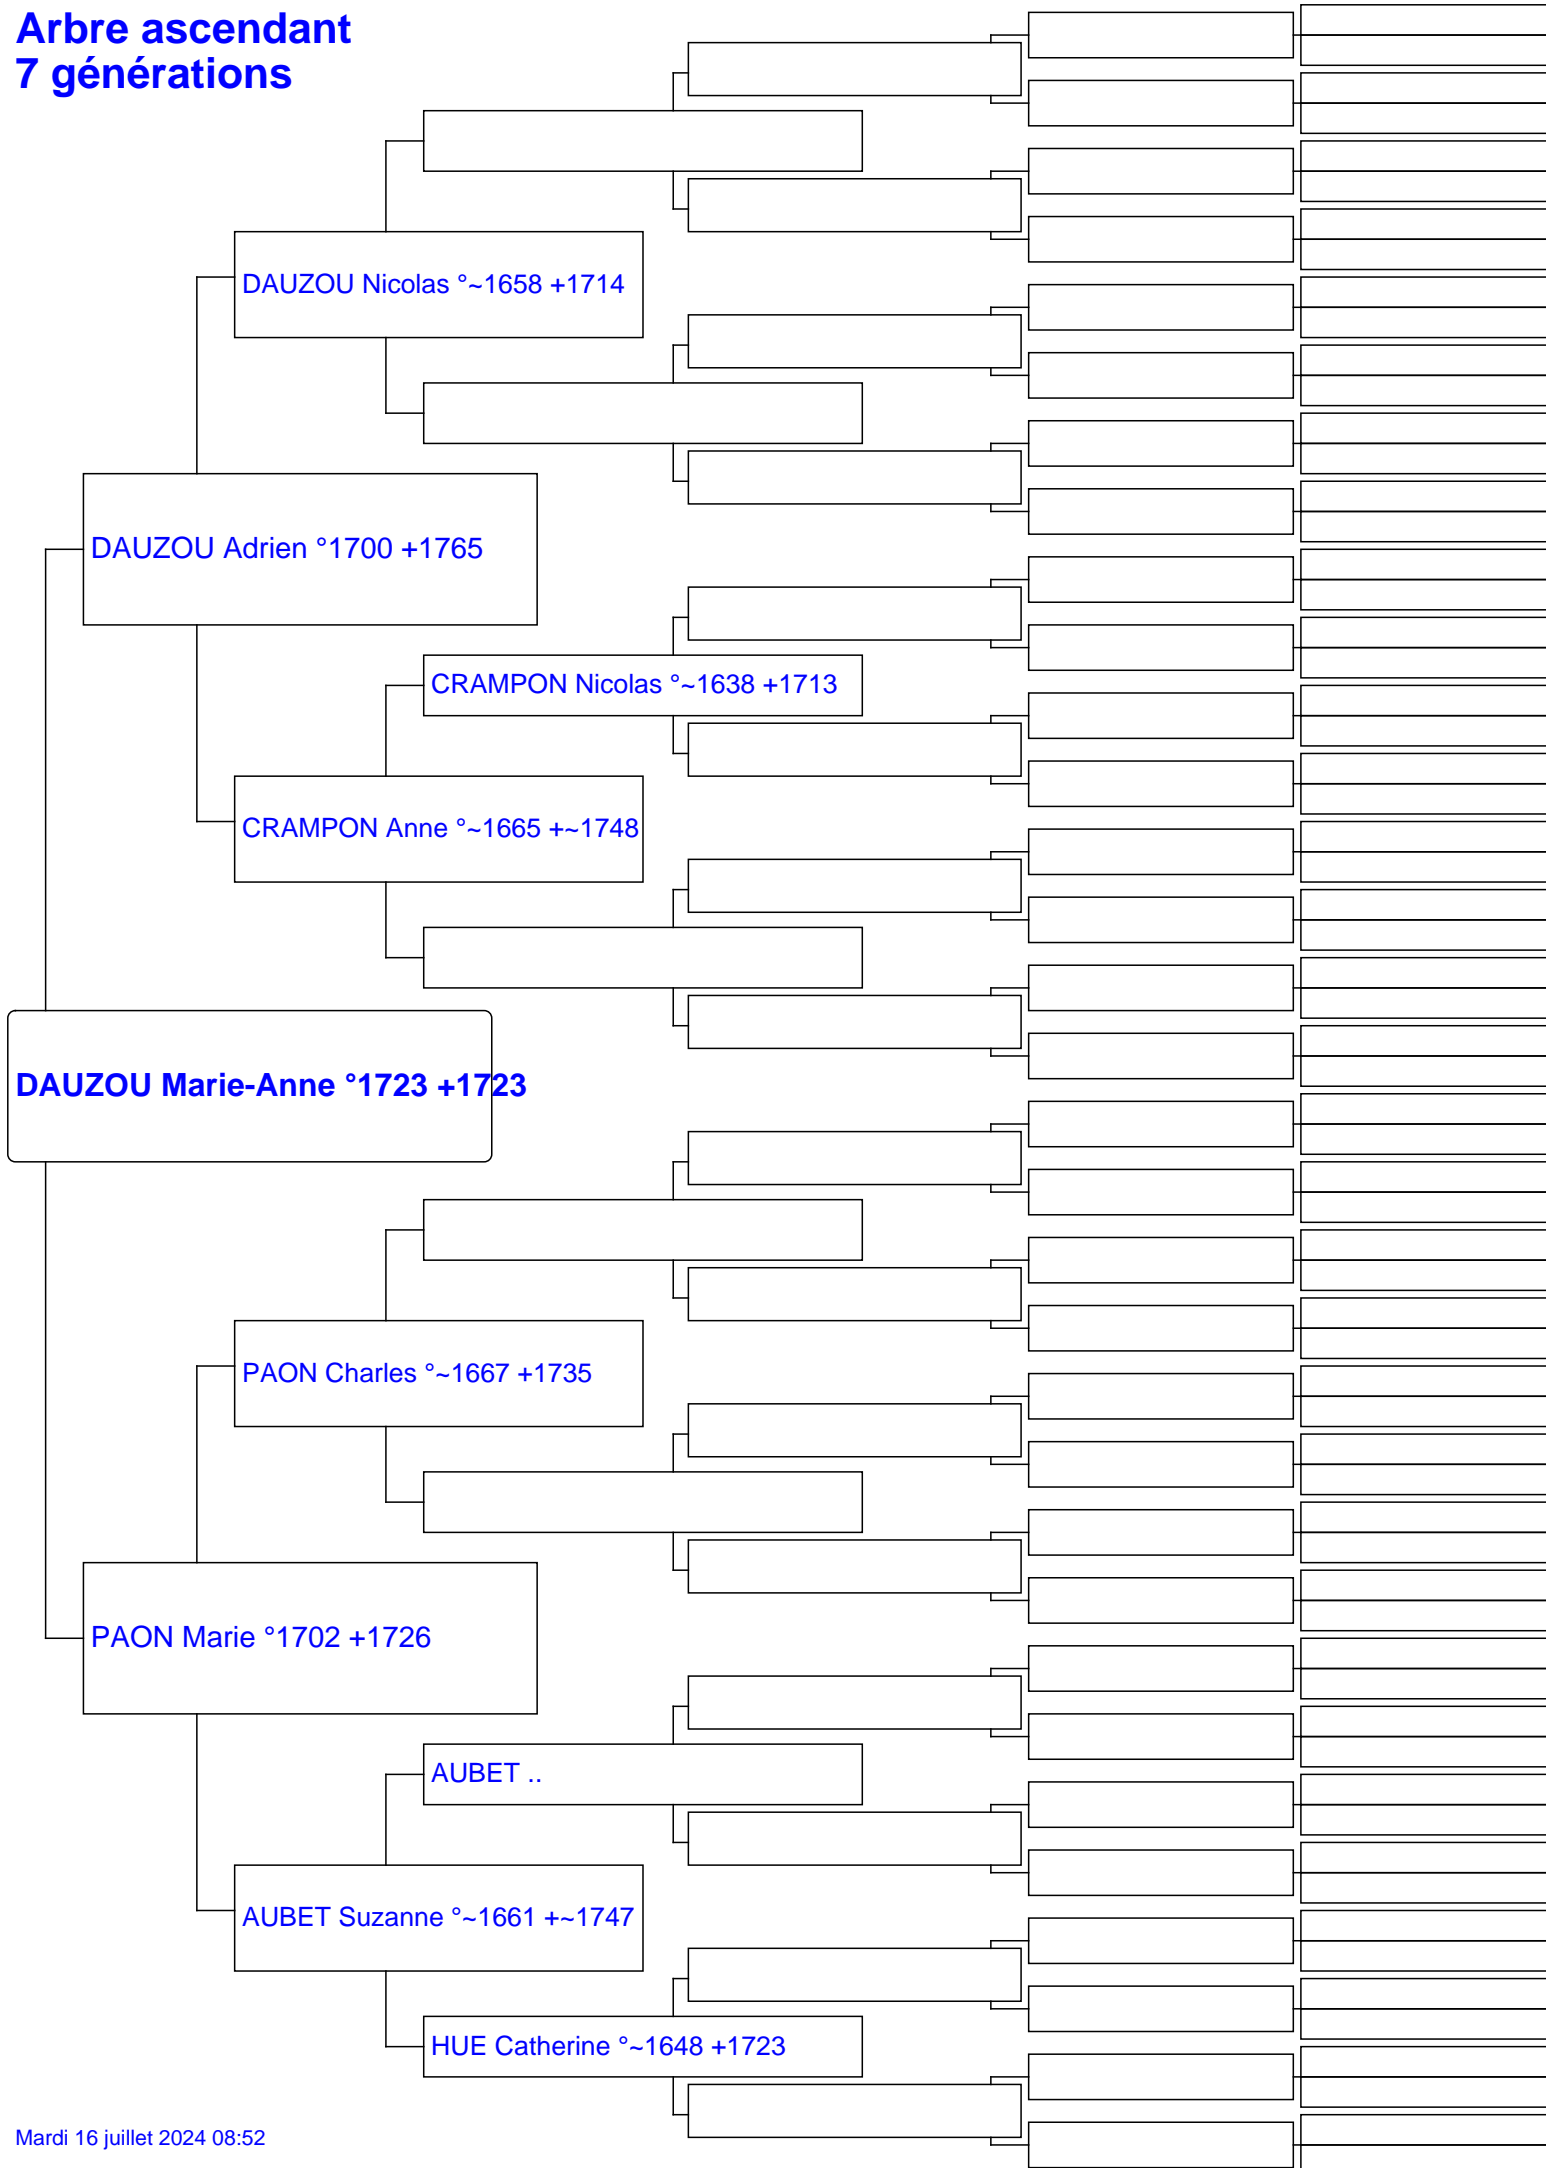 Arbre ascendant
7 générations
DAUZOU Nicolas °~1658 +1714
DAUZOU Adrien °1700 +1765
CRAMPON Nicolas °~1638 +1713
CRAMPON Anne °~1665 +~1748
DAUZOU Marie-Anne °1723 +1723
PAON Charles °~1667 +1735
PAON Marie °1702 +1726
AUBET ..
AUBET Suzanne °~1661 +~1747
HUE Catherine °~1648 +1723
Mardi 16 juillet 2024 08:52